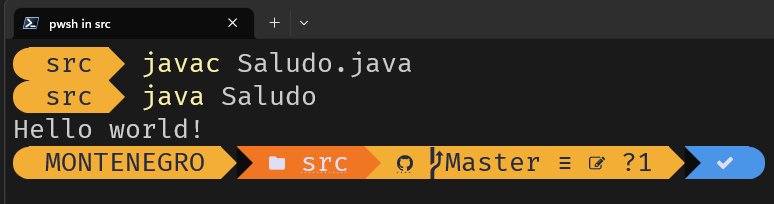 pwsh in src
src javac Saludo.java
src java Saludo
Hello world!
MONTENEGRO src Master ≡ ?1